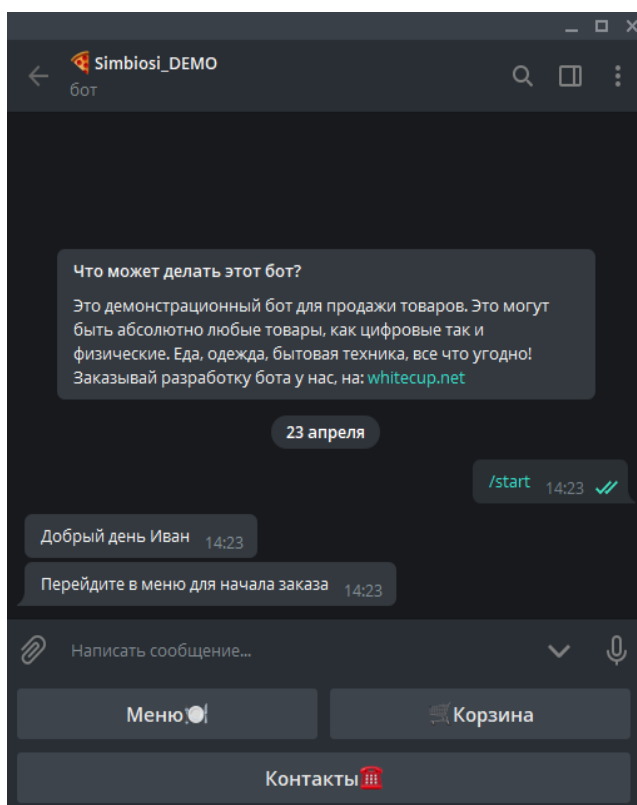 🍕Simbiosi_DEMO
бот
Что может делать этот бот?
Это демонстрационный бот для продажи товаров. Это могут
быть абсолютно любые товары, как цифровые так и
физические. Еда, одежда, бытовая техника, все что угодно!
Заказывай разработку бота у нас, на: whitecup.net
23 апреля
/start 14:23
Добрый день Иван 14:23
Перейдите в меню для начала заказа 14:23
Написать сообщение...
Меню🍽 🛒Корзина
Контакты☎️